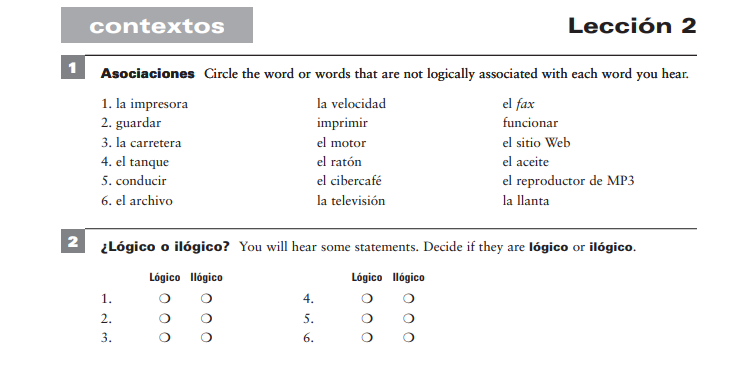 contextos
Lección 2
1
Asociaciones Circle the word or words that are not logically associated with each word you hear.
1. la impresora la velocidad el fax
2. guardar imprimir funcionar
3. la carretera el motor el sitio Web
4. el tanque el ratón el aceite
5. conducir el cibercafé el reproductor de MP3
6. el archivo la televisión la llanta
2
¿Lógico o ilógico? You will hear some statements. Decide if they are lógico or ilógico.
Lógico Ilógico Lógico Ilógico
1. 4.
2. 5.
3. 6.